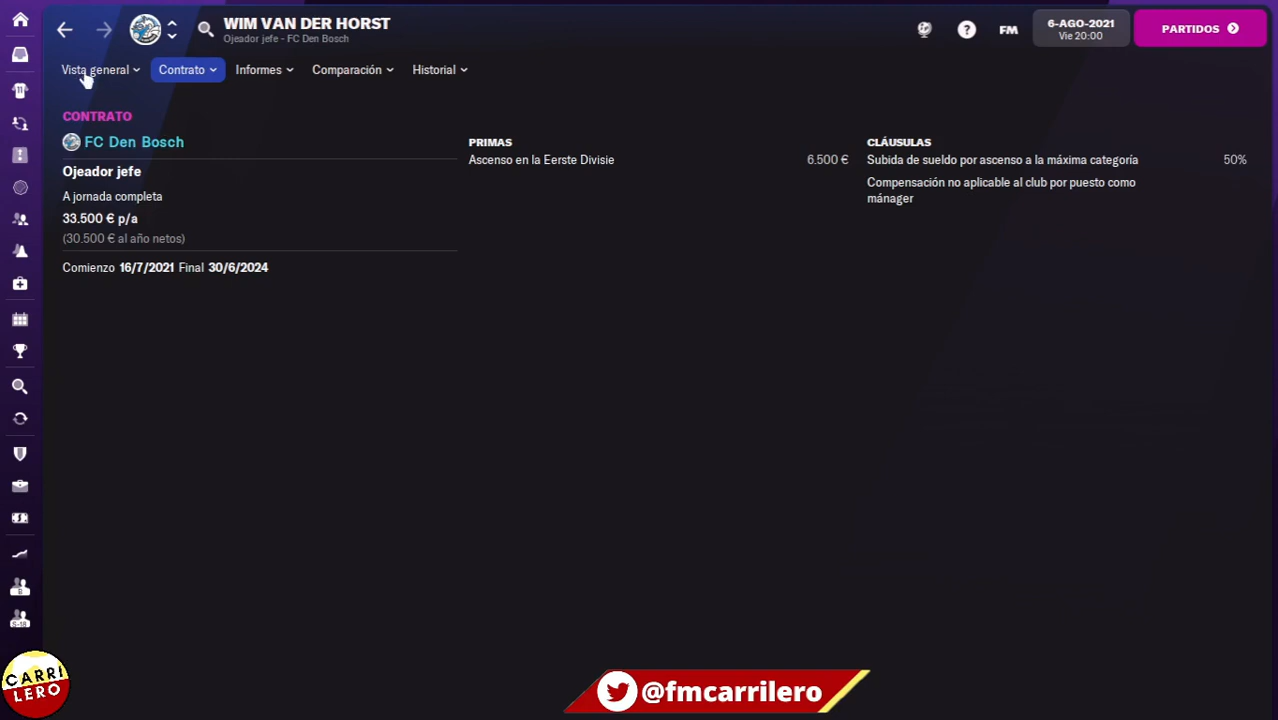 WIM VAN DER HORST
Ojeador jefe - FC Den Bosch
?
FM
6-AGO-2021
Vie 20:00
PARTIDOS
Vista general
Contrato
Informes
Comparación
Historial
CONTRATO
FC Den Bosch
Ojeador jefe
A jornada completa
33.500 € p/a
(30.500 € al año netos)
Comienzo 16/7/2021 Final 30/6/2024
PRIMAS
Ascenso en la Eerste Divisie 6.500 €
CLÁUSULAS
Subida de sueldo por ascenso a la máxima categoría 50%
Compensación no aplicable al club por puesto como
mánager
B
S-18
CARRI
LERO
@fmcarrilero